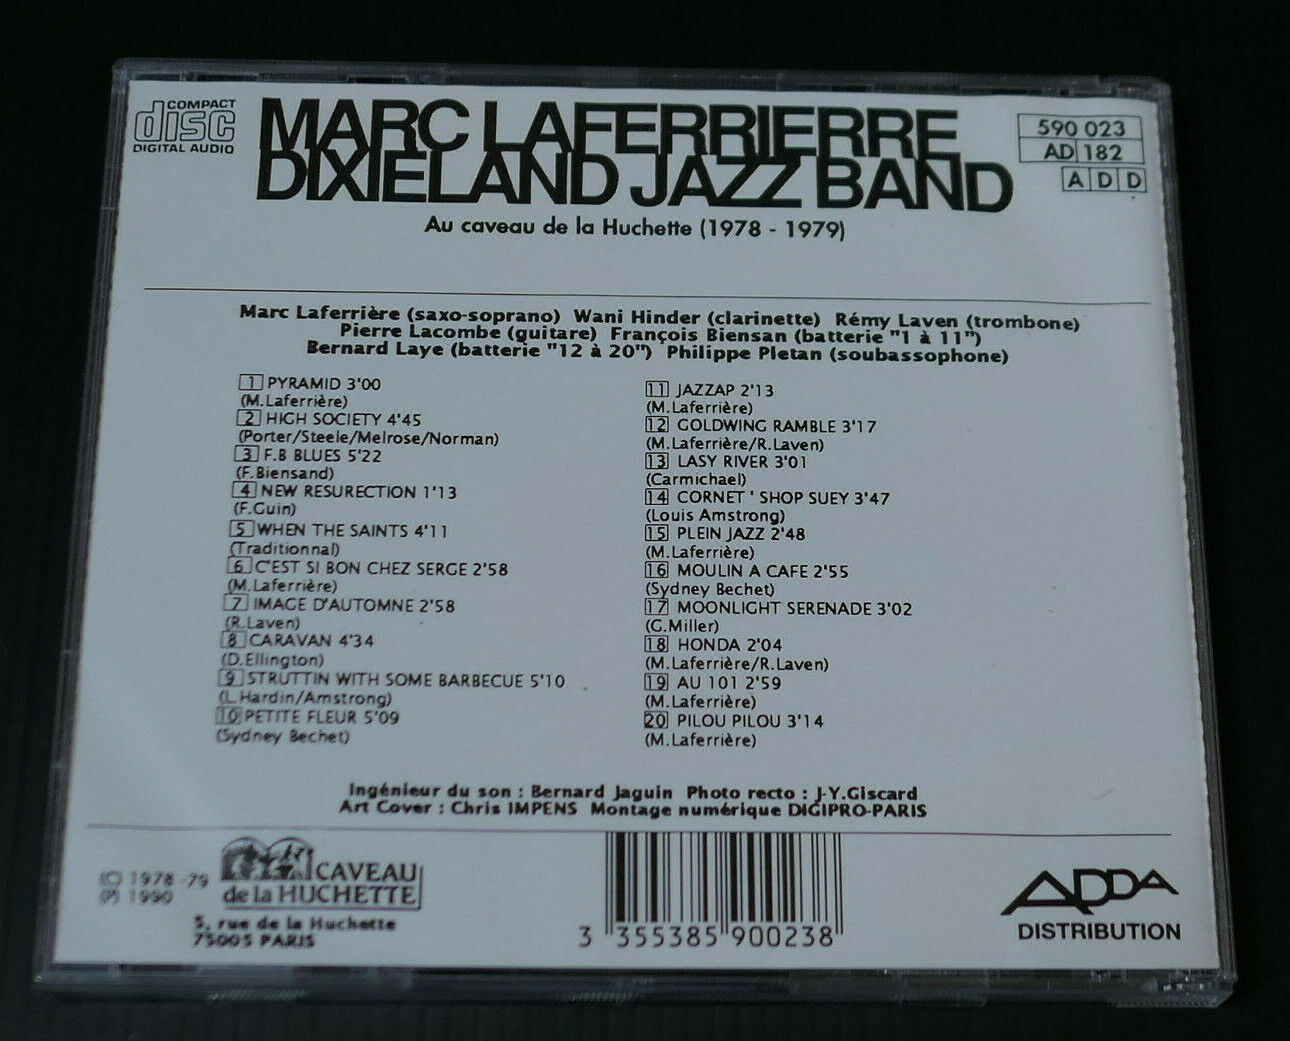 COMPACT
disc
DIGITAL AUDIO
MARC LAFERRIERRE
DIXIELAND JAZZ BAND
Au caveau de la Huchette (1978 - 1979)
590 023
AD 182
A D D
Marc Laferrière (saxo-soprano) Wani Hinder (clarinette) Rémy Laven (trombone)
Pierre Lacombe (guitare) François Biensan (batterie "1 à 11")
Bernard Laye (batterie "12 à 20") Philippe Pletan (soubassophone)
1 PYRAMID 3'00
(M.Laferrière)
2 HIGH SOCIETY 4'45
(Porter/Steele/Melrose/Norman)
3 F.B BLUES 5'22
(F.Biensand)
4 NEW RESURECTION 1'13
(F.Guin)
5 WHEN THE SAINTS 4'11
(Traditionnal)
6 C'EST SI BON CHEZ SERGE 2'58
(M.Laferrière)
7 IMAGE D'AUTOMNE 2'58
(R.Laven)
8 CARAVAN 4'34
(D.Ellington)
9 STRUTTIN WITH SOME BARBECUE 5'10
(L.Hardin/Amstrong)
10 PETITE FLEUR 5'09
(Sydney Bechet)
11 JAZZAP 2'13
(M.Laferrière)
12 GOLDWING RAMBLE 3'17
(M.Laferrière/R.Laven)
13 LASY RIVER 3'01
(Carmichael)
14 CORNET ' SHOP SUEY 3'47
(Louis Amstrong)
15 PLEIN JAZZ 2'48
(M.Laferrière)
16 MOULIN A CAFE 2'55
(Sydney Bechet)
17 MOONLIGHT SERENADE 3'02
(G.Miller)
18 HONDA 2'04
(M.Laferrière/R.Laven)
19 AU 101 2'59
(M.Laferrière)
20 PILOU PILOU 3'14
(M.Laferrière)
Ingénieur du son : Bernard Jaguin Photo recto : J-Y.Giscard
Art Cover : Chris IMPENS Montage numérique DIGIPRO-PARIS
(C) 1978 -79
(P) 1990
CAVEAU
de la HUCHETTE
5, rue de la Huchette
75005 PARIS
3 355385 900238
ADDA
DISTRIBUTION